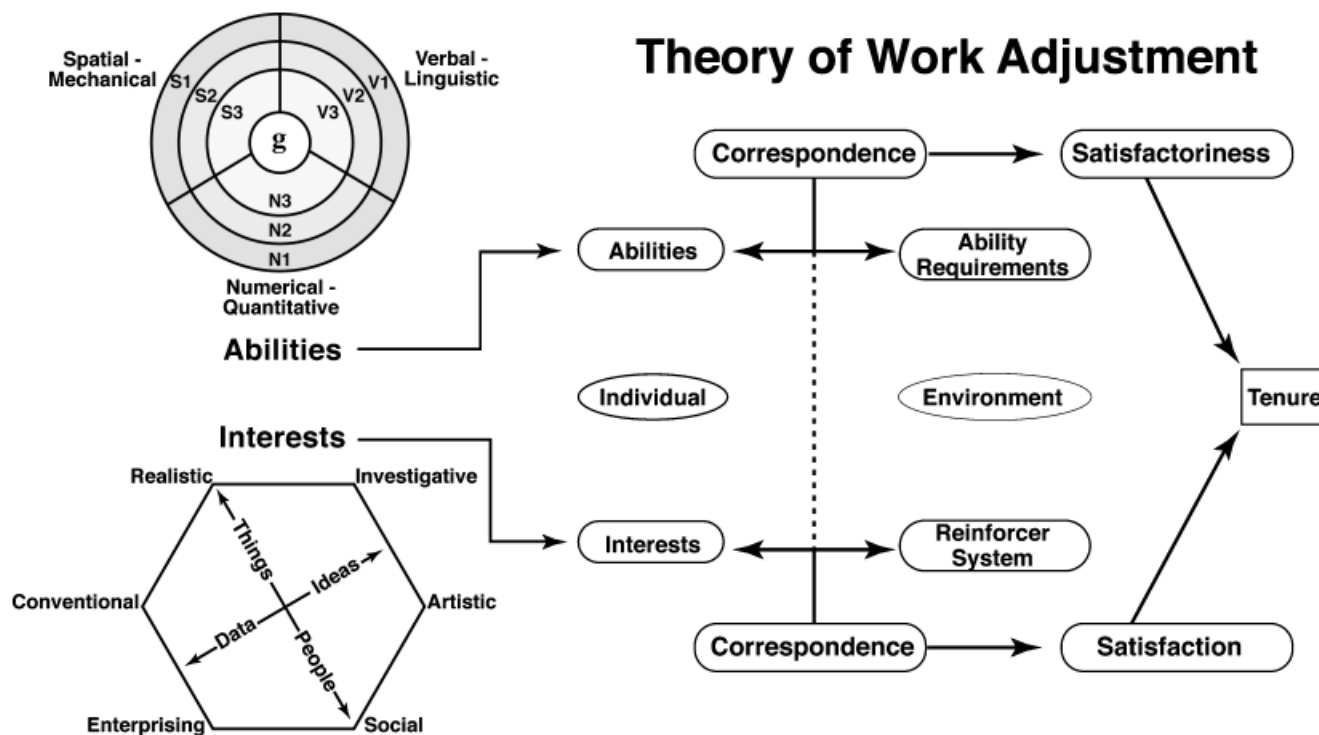 Theory of Work Adjustment
Spatial -
Mechanical
Verbal -
Linguistic
S1
S2
S3
V1
V2
V3
g
N3
N2
N1
Numerical -
Quantitative
Abilities
Interests
Realistic
Investigative
Conventional
Artistic
Enterprising
Social
Things
Ideas
Data
People
Correspondence
Satisfactoriness
Abilities
Ability
Requirements
Individual
Environment
Tenure
Interests
Reinforcer
System
Correspondence
Satisfaction